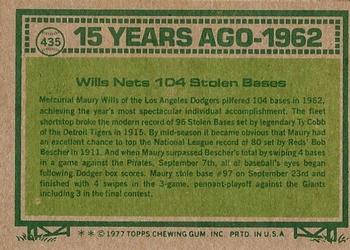 435
15 YEARS AGO-1962
Wills Nets 104 Stolen Bases
Mercurial Maury Wills of the Los Angeles Dodgers pilfered 104 bases in 1962,
achieving the year's most spectacular individual accomplishment. The fleet
shortstop broke the modern record of 96 Stolen Bases set by legendary Ty Cobb
of the Detroit Tigers in 1915. By mid-season it became obvious that Maury had
an excellent chance to top the National League record of 80 set by Reds' Bob
Bescher in 1911. And when Maury surpassed Bescher's total by swiping 4 bases
in a game against the Pirates, September 7th, all of baseball's eyes began
following Dodger box scores. Maury stole base #97 on September 23rd and
finished with 4 swipes in the 3-game, pennant-playoff against the Giants
including 3 in the final contest.
** © 1977 TOPPS CHEWING GUM, INC. PRTD. IN U.S.A.